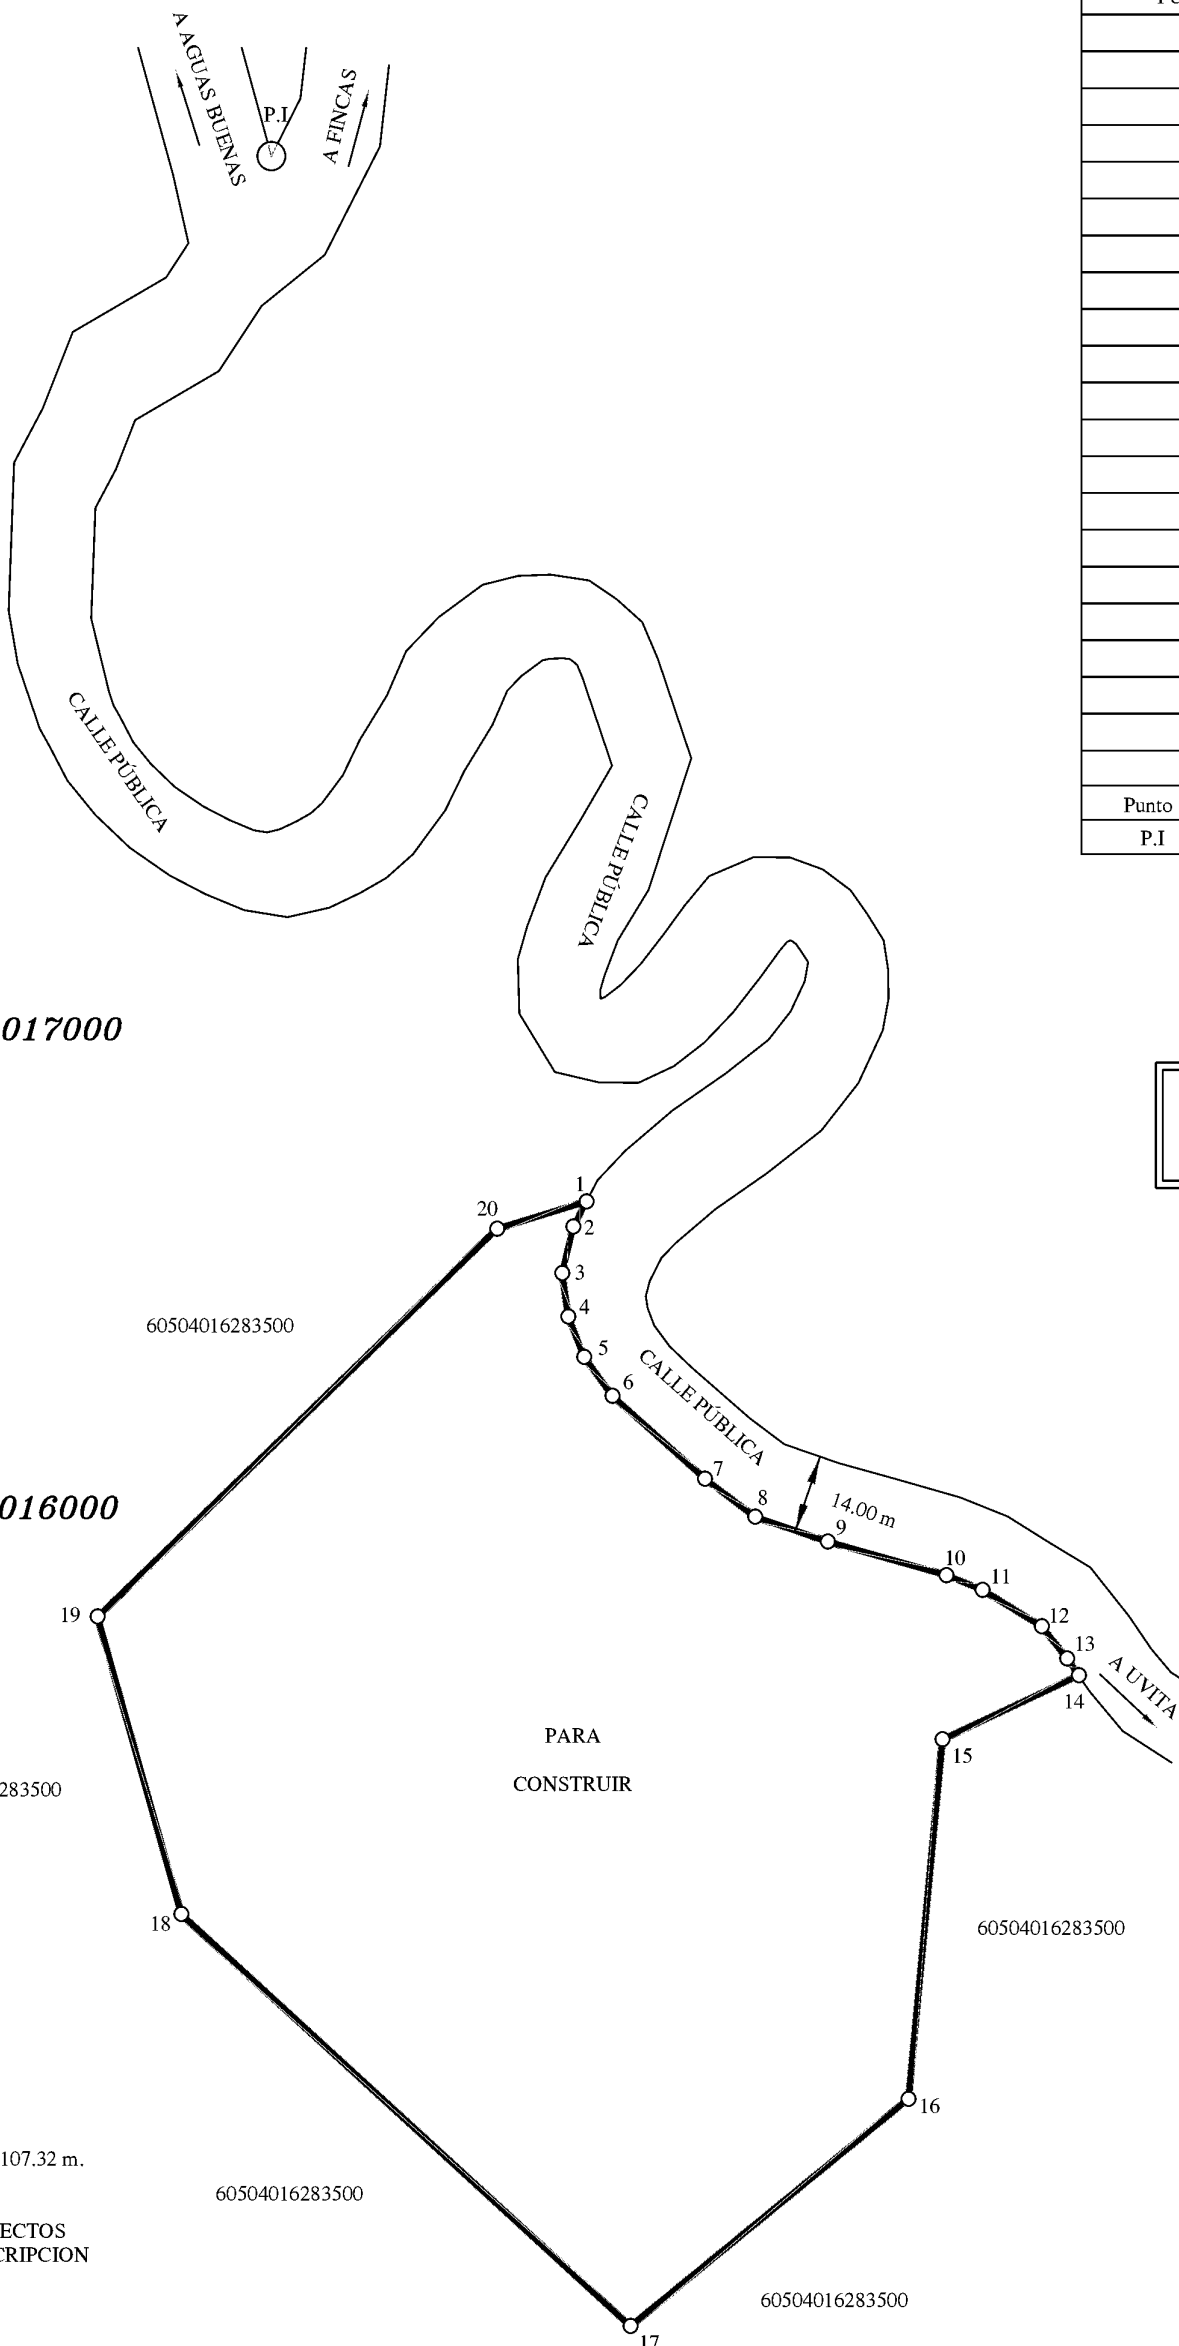 A AGUAS BUENAS
P.I
A FINCAS
CALLE PÚBLICA
CALLE PÚBLICA
Punto
P.I
017000
1
20
2
3
4
60504016283500
5
6
CALLE PÚBLICA
7
8
14.00 m
016000
9
10
11
19
12
13
A UVITA
14
PARA
15
CONSTRUIR
283500
18
60504016283500
16
107.32 m.
60504016283500
ECTOS
CRIPCION
60504016283500
17